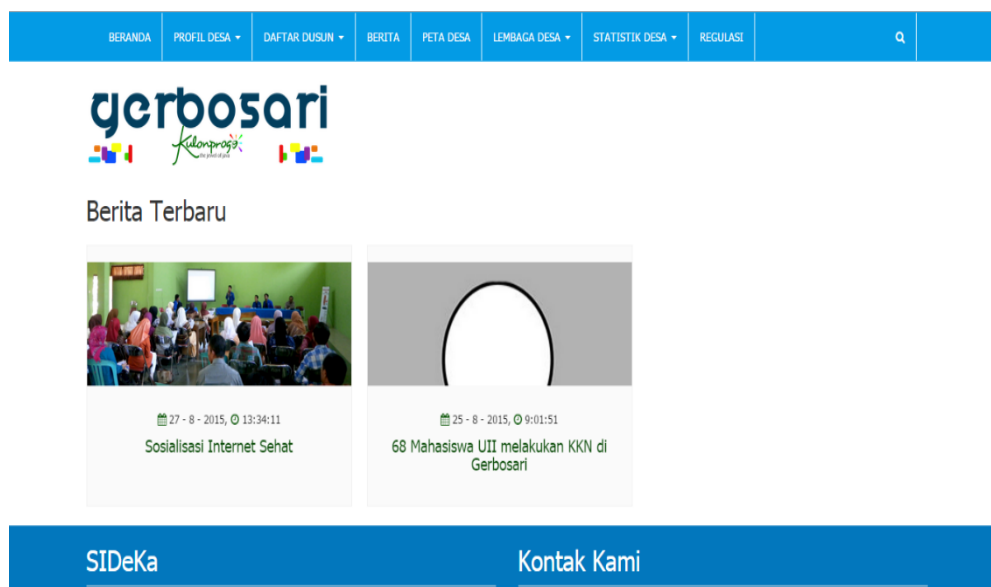 BERANDA PROFIL DESA DAFTAR DUSUN BERITA PETA DESA LEMBAGA DESA STATISTIK DESA REGULASI
gerbosari
Kulonprogo
Berita Terbaru
27 - 8 - 2015, 13:34:11
Sosialisasi Internet Sehat
25 - 8 - 2015, 9:01:51
68 Mahasiswa UII melakukan KKN di
Gerbosari
SIDeKa
Kontak Kami